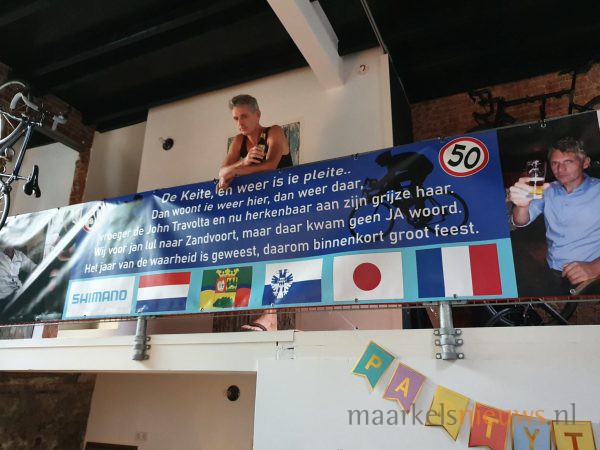 De Keite, en weer is ie pleite..
Dan woont ie weer hier, dan weer daar,
vroeger de John Travolta en nu herkenbaar aan zijn grijze haar.
Wij voor jan lul naar Zandvoort, maar daar kwam geen JA woord.
Het jaar van de waarheid is geweest, daarom binnenkort groot feest.
50
SHIMANO
PARTY
maarkelsnieuws.nl